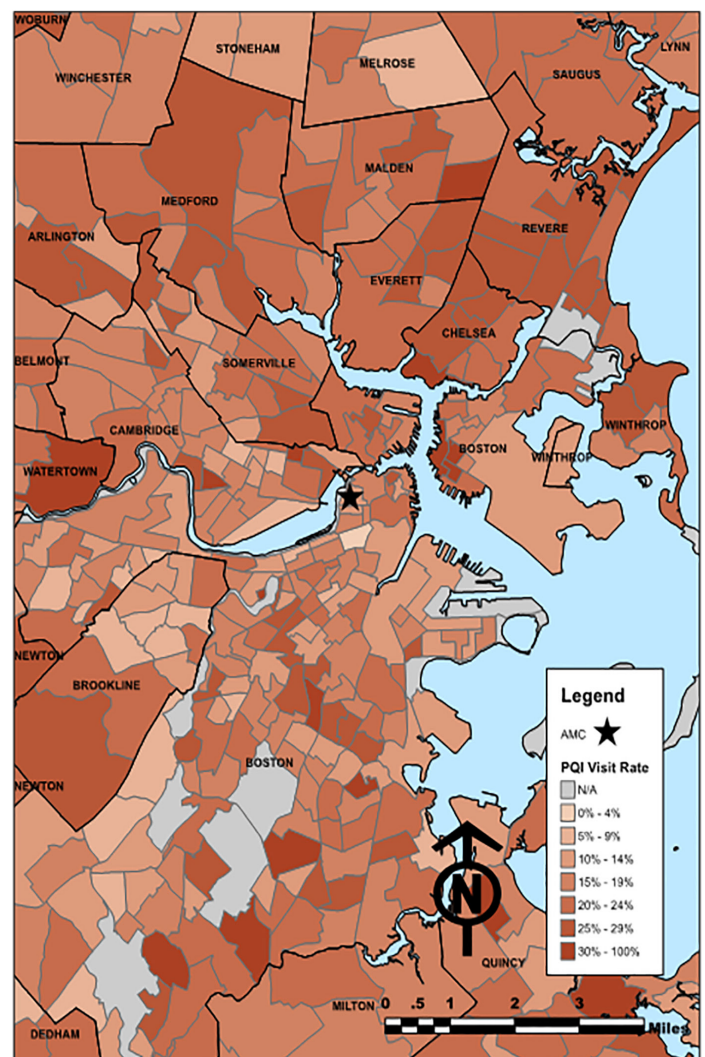 WOBURN
STONEHAM
LYNN
MELROSE
WINCHESTER
SAUGUS
MALDEN
MEDFORD
REVERE
ARLINGTON
EVERETT
CHELSEA
BELMONT
SOMERVILLE
WINTHROP
CAMBRIDGE
BOSTON
WINTHROP
WATERTOWN
NEWTON
BROOKLINE
Legend
AMC
BOSTON
PQI Visit Rate
NEWTON
N/A
0% - 4%
5% - 9%
10% - 14%
15% - 19%
20% - 24%
N
25% - 29%
30% - 100%
QUINCY
MILTON
0 .5 1 2 3 4
Miles
DEDHAM